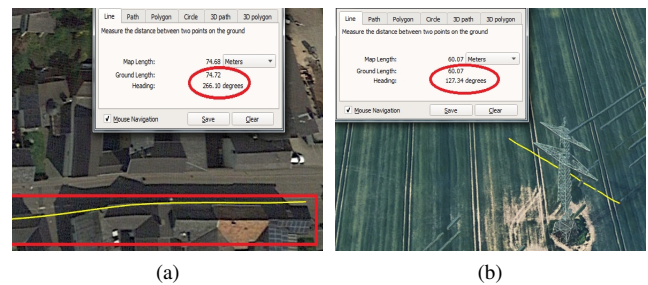 Line Path Polygon Circle 3D path 3D polygon
Measure the distance between two points on the ground
Map Length: 74.68 Meters
Ground Length: 74.72
Heading: 266.10 degrees
Mouse Navigation Save Clear
(a)
Line Path Polygon Circle 3D path 3D polygon
Measure the distance between two points on the ground
Map Length: 60.07 Meters
Ground Length: 60.07
Heading: 127.34 degrees
Mouse Navigation Save Clear
(b)